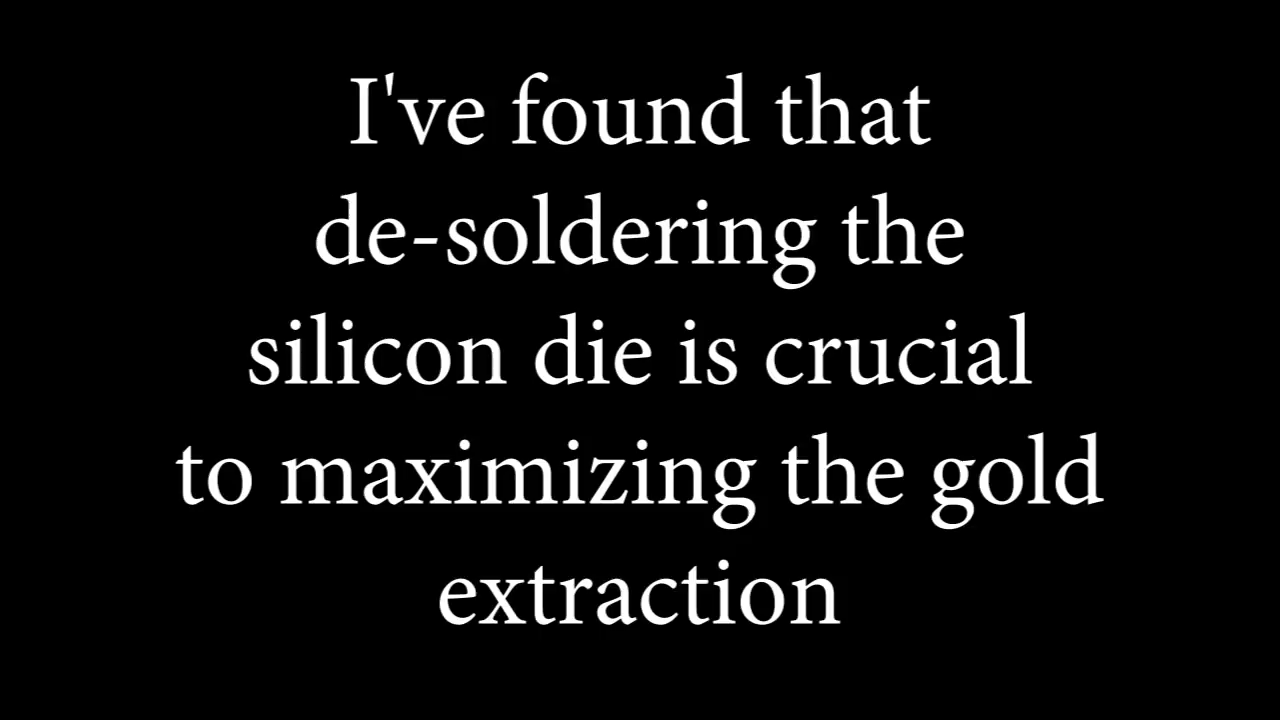 I've found that
de-soldering the
silicon die is crucial
to maximizing the gold
extraction